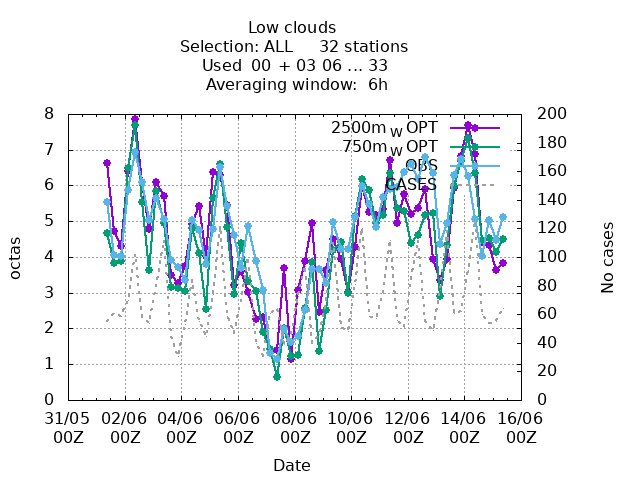 Low clouds
Selection: ALL 32 stations
Used 00 + 03 06 ... 33
Averaging window: 6h
2500m_W OPT
750m_W OPT
OBS
CASES
octas
8
7
6
5
4
3
2
1
0
No cases
200
180
160
140
120
100
80
60
40
20
0
31/05 02/06 04/06 06/06 08/06 10/06 12/06 14/06 16/06
00Z 00Z 00Z 00Z 00Z 00Z 00Z 00Z 00Z
Date